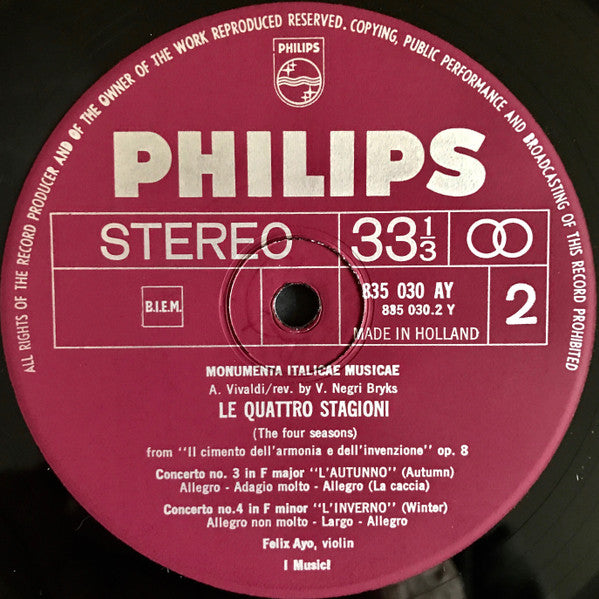 ALL RIGHTS OF THE RECORD PRODUCER AND OF THE OWNER OF THE WORK REPRODUCED RESERVED. COPYING, PUBLIC PERFORMANCE AND BROADCASTING OF THIS RECORD PROHIBITED
PHILIPS
PHILIPS
STEREO 33 1/3
B.I.E.M.
835 030 AY
885 030.2 Y
2
MADE IN HOLLAND
MONUMENTA ITALICAE MUSICAE
A. Vivaldi/rev. by V. Negri Bryks
LE QUATTRO STAGIONI
(The four seasons)
from "Il cimento dell'armonia e dell'invenzione" op. 8
Concerto no. 3 in F major "L'AUTUNNO" (Autumn)
Allegro - Adagio molto - Allegro (La caccia)
Concerto no.4 in F minor "L'INVERNO" (Winter)
Allegro non molto - Largo - Allegro
Felix Ayo, violin
I Musici